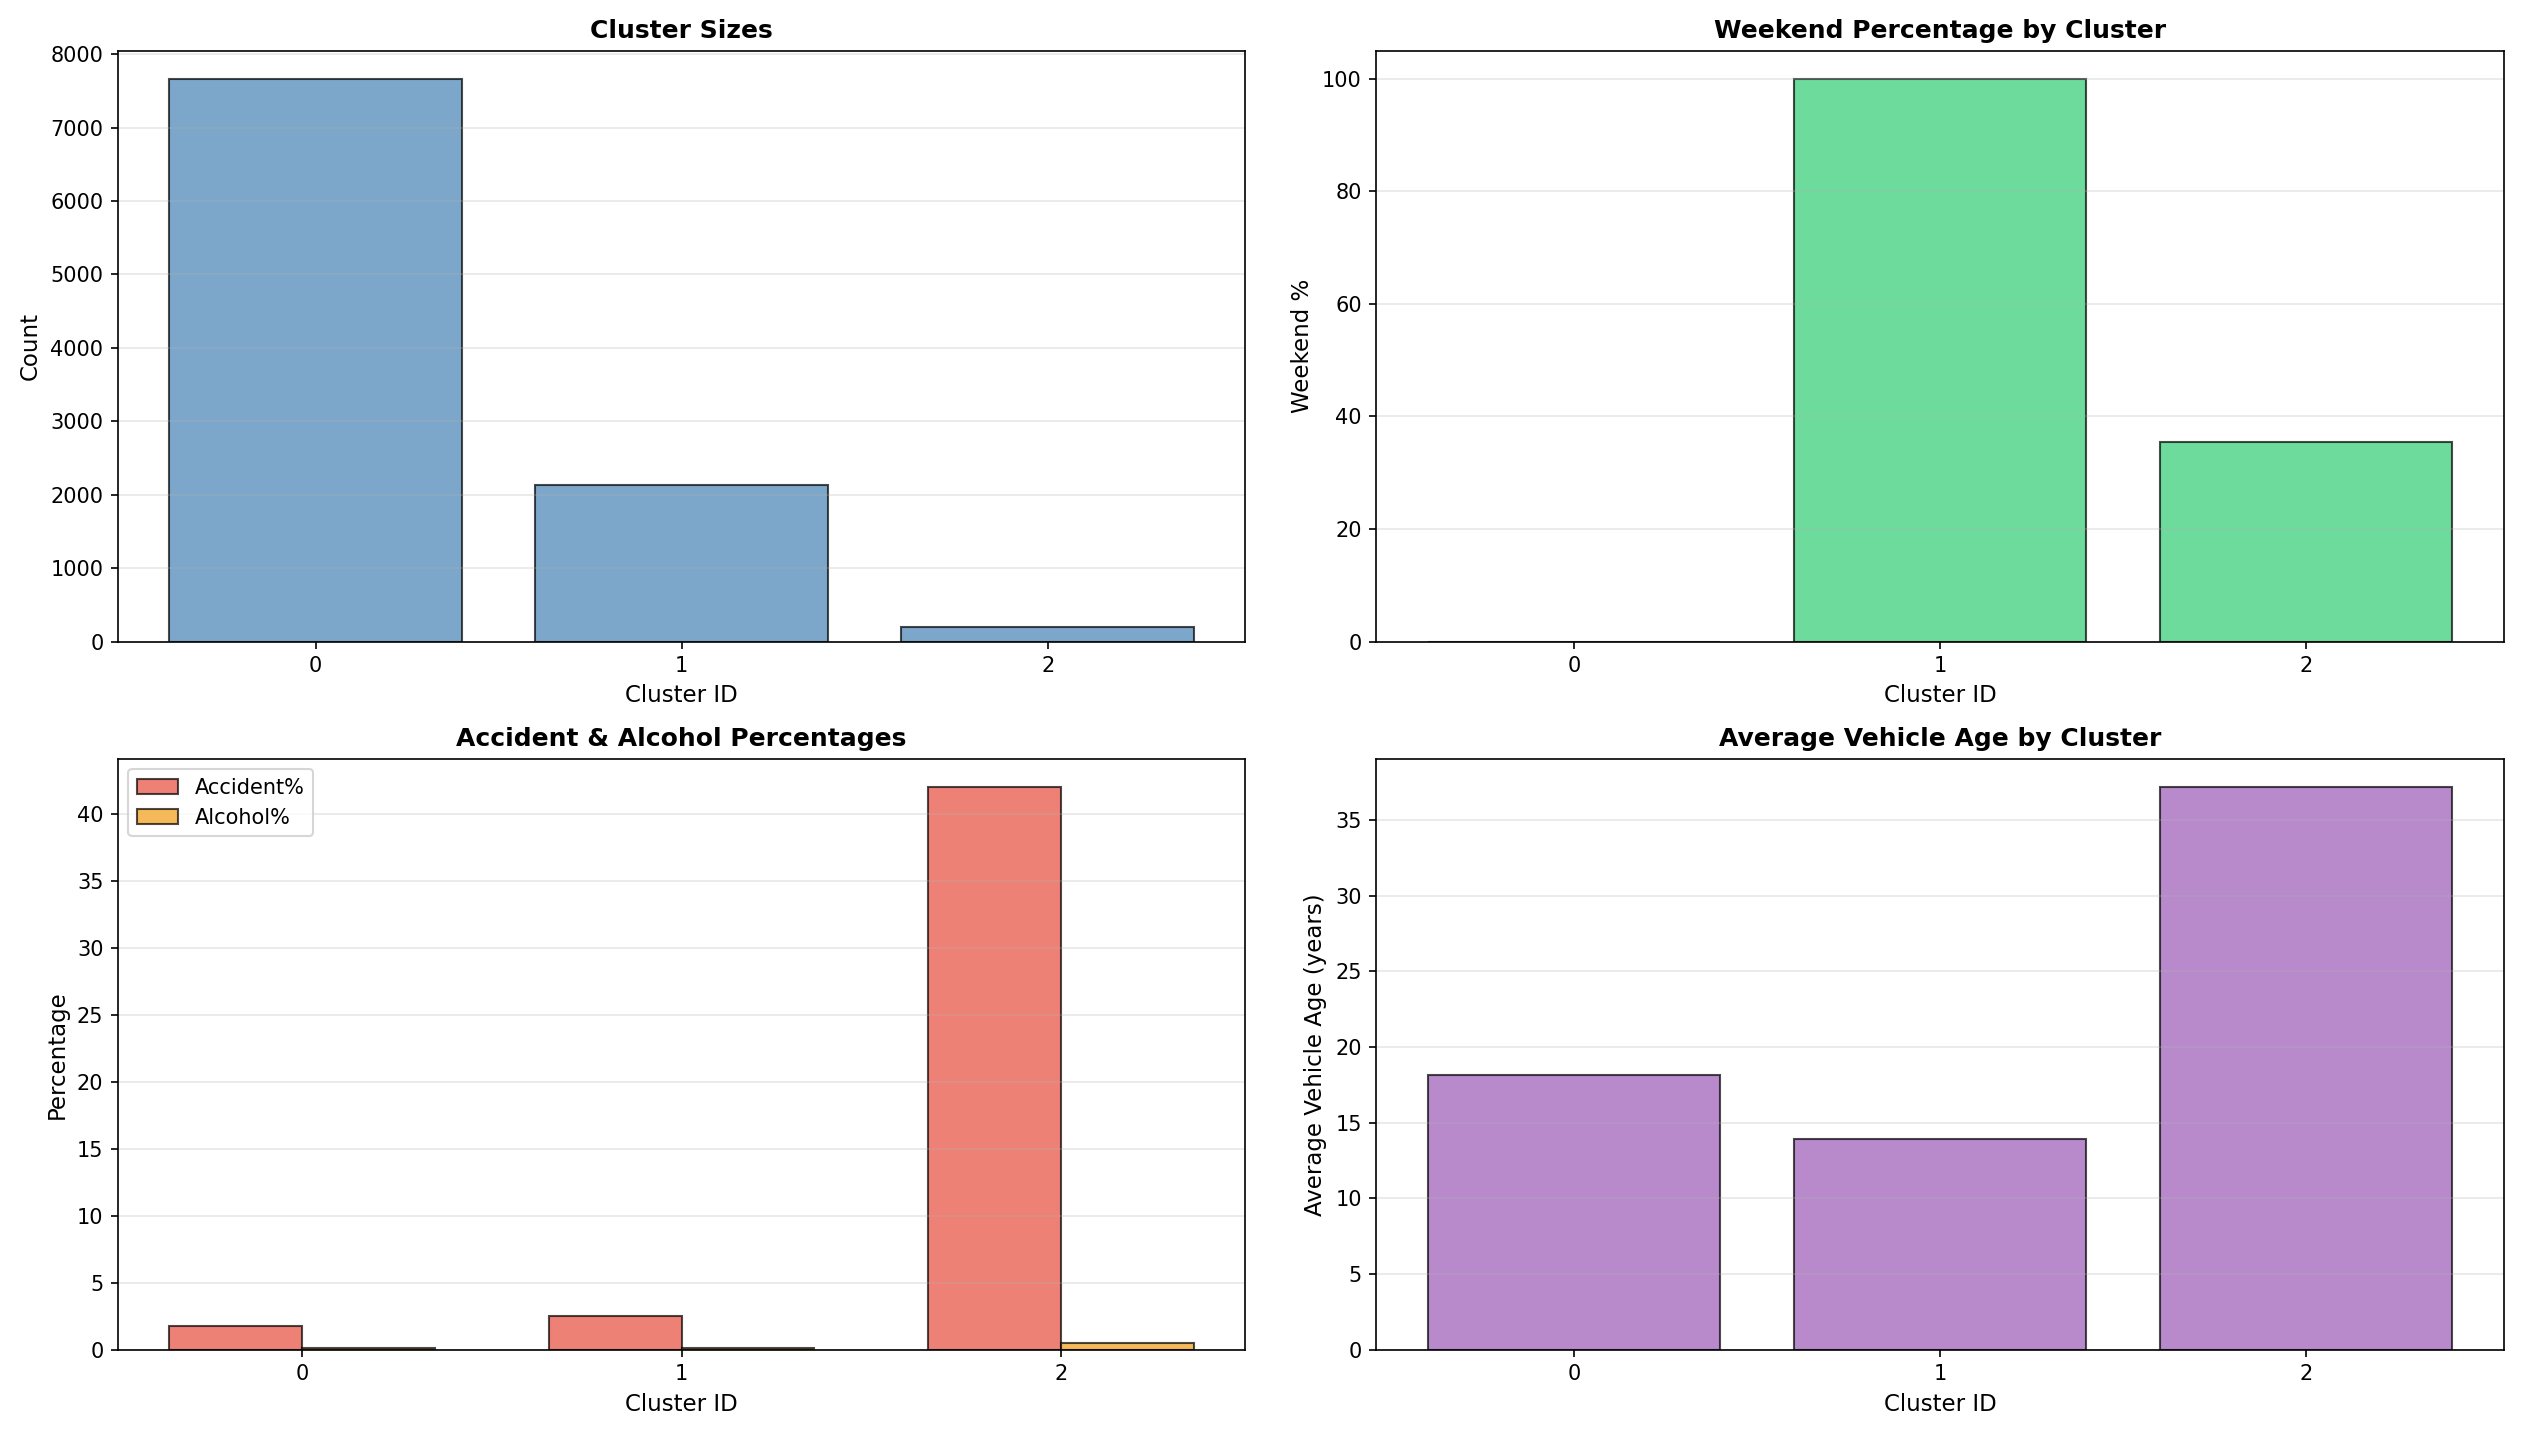 Cluster Sizes
8000
7000
6000
5000
4000
3000
2000
1000
0
Count
0 1 2
Cluster ID
Weekend Percentage by Cluster
100
80
60
40
20
0
Weekend %
0 1 2
Cluster ID
Accident & Alcohol Percentages
Accident%
Alcohol%
40
35
30
25
20
15
10
5
0
Percentage
0 1 2
Cluster ID
Average Vehicle Age by Cluster
35
30
25
20
15
10
5
0
Average Vehicle Age (years)
0 1 2
Cluster ID